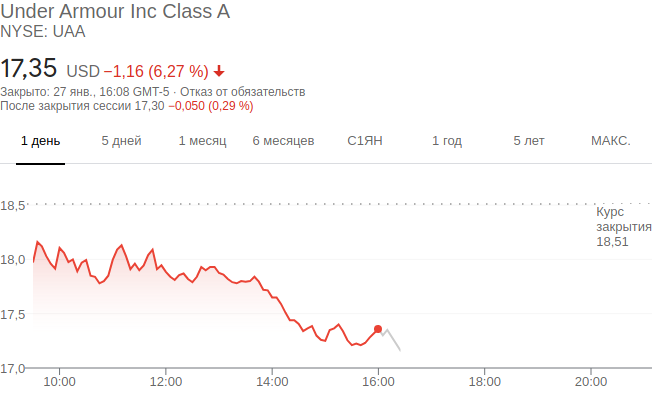 Under Armour Inc Class A
NYSE: UAA
17,35 USD −1,16 (6,27 %)
Закрыто: 27 янв., 16:08 GMT-5 · Отказ от обязательств
После закрытия сессии 17,30 −0,050 (0,29 %)
1 день 5 дней 1 месяц 6 месяцев С1ЯН 1 год 5 лет МАКС.
18,5
Курс
закрытия
18,51
18,0
17,5
17,0
10:00 12:00 14:00 16:00 18:00 20:00